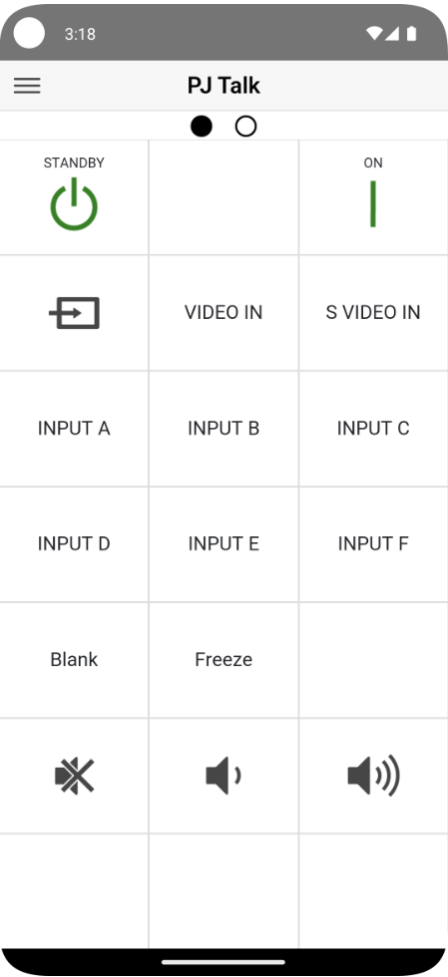 3:18
PJ Talk
STANDBY
ON
VIDEO IN
S VIDEO IN
INPUT A
INPUT B
INPUT C
INPUT D
INPUT E
INPUT F
Blank
Freeze